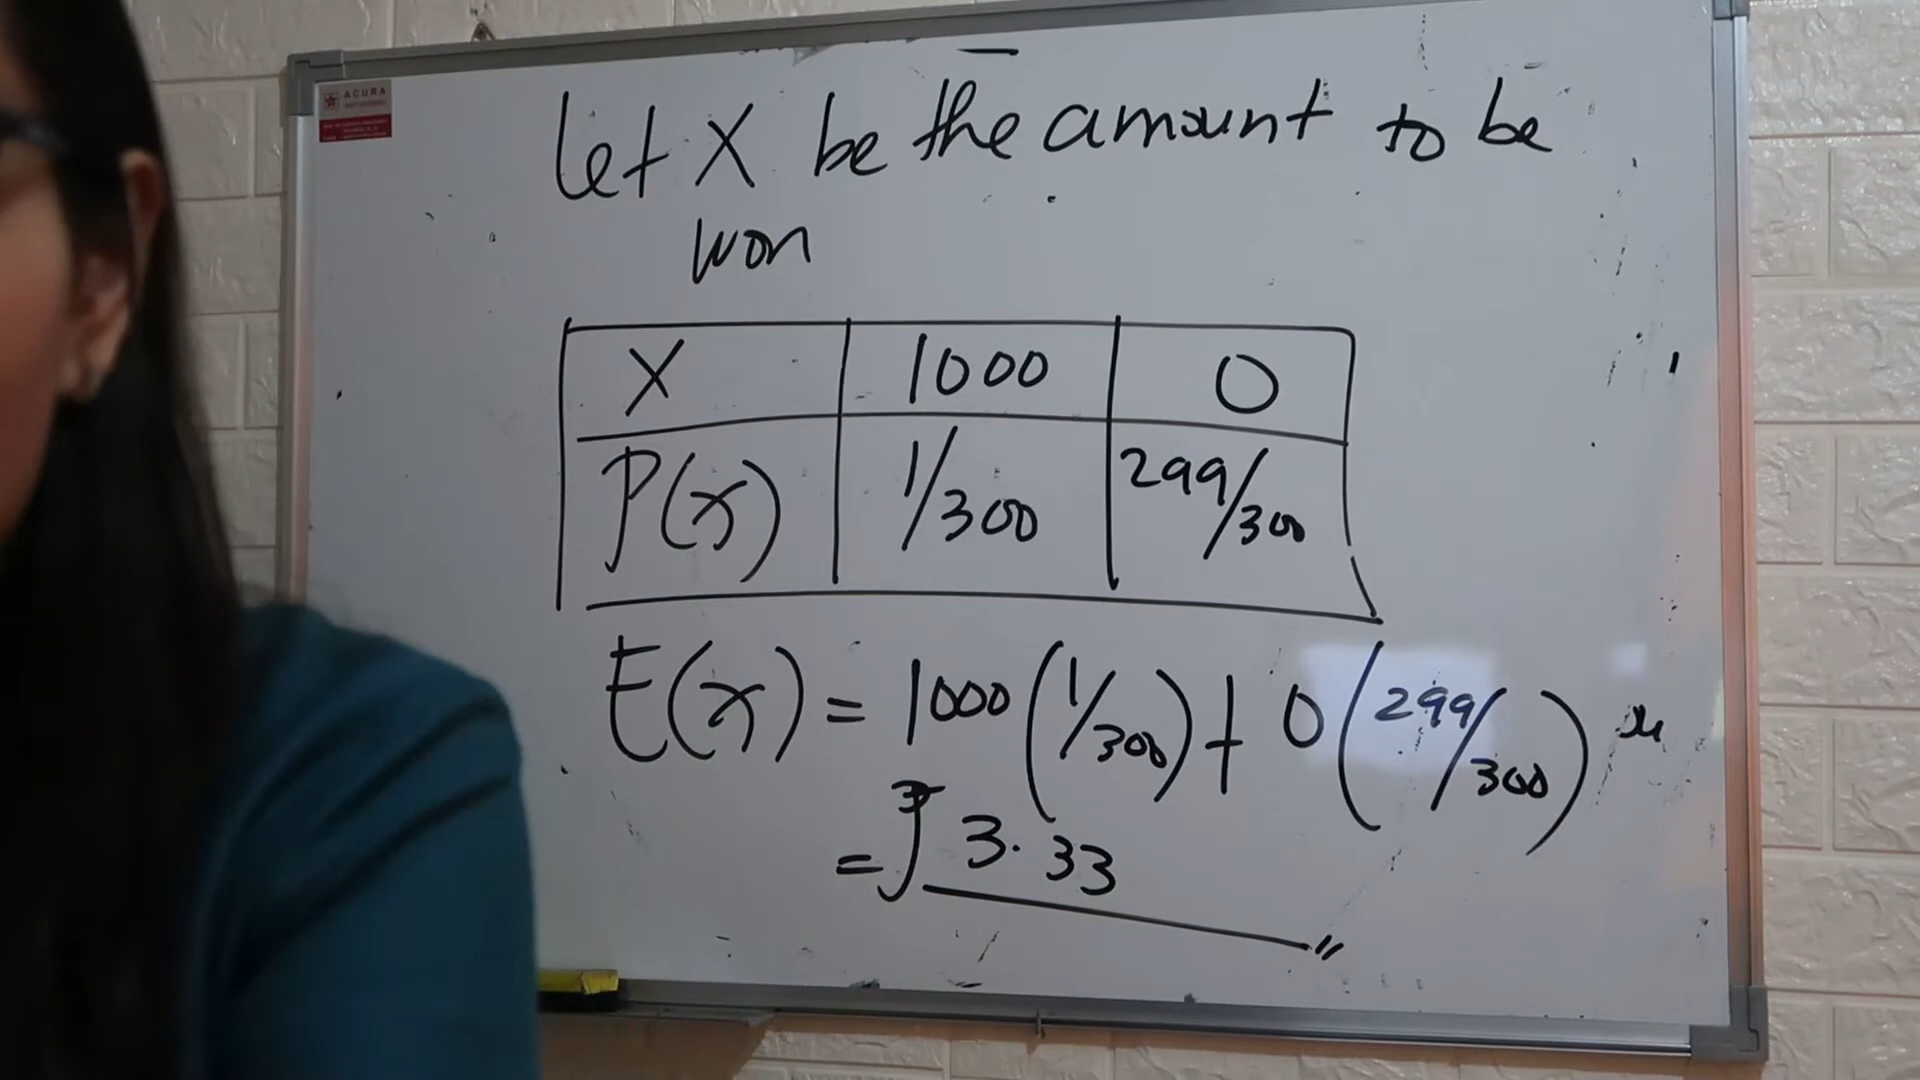 ACURA
Let X be the amount to be
won
X 1000 0
P(x) 1/300 299/300
E(x) = 1000 (1/300) + 0 (299/300)
= 3.33